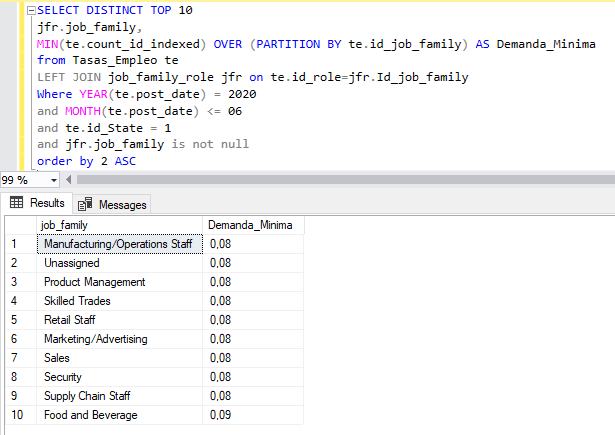 SELECT DISTINCT TOP 10
jfr.job_family,
MIN(te.count_id_indexed) OVER (PARTITION BY te.id_job_family) AS Demanda_Minima
from Tasas_Empleo te
LEFT JOIN job_family_role jfr on te.id_role=jfr.Id_job_family
Where YEAR(te.post_date) = 2020
and MONTH(te.post_date) <= 06
and te.id_State = 1
and jfr.job_family is not null
order by 2 ASC
99 %
Results Messages
job_family Demanda_Minima
1 Manufacturing/Operations Staff 0,08
2 Unassigned 0,08
3 Product Management 0,08
4 Skilled Trades 0,08
5 Retail Staff 0,08
6 Marketing/Advertising 0,08
7 Sales 0,08
8 Security 0,08
9 Supply Chain Staff 0,08
10 Food and Beverage 0,09